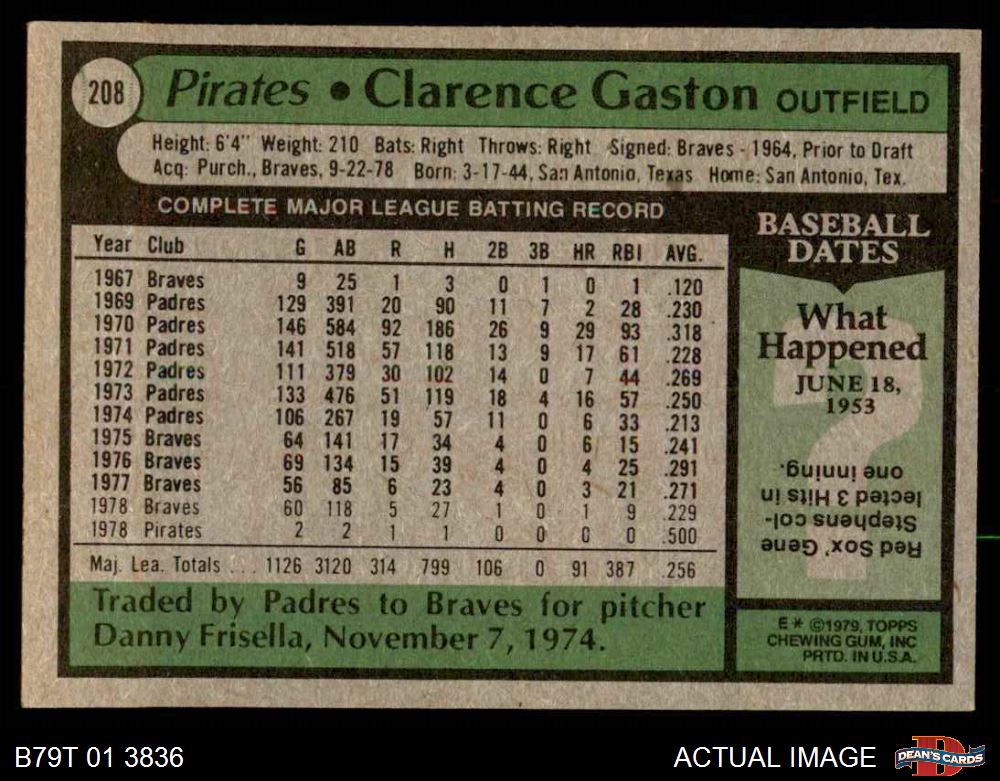 208 Pirates • Clarence Gaston OUTFIELD
Height: 6'4" Weight: 210 Bats: Right Throws: Right Signed: Braves - 1964, Prior to Draft
Acq: Purch., Braves, 9-22-78 Born: 3-17-44, San Antonio, Texas Home: San Antonio, Tex.
COMPLETE MAJOR LEAGUE BATTING RECORD
Year Club G AB R H 2B 3B HR RBI AVG.
1967 Braves 9 25 1 3 0 1 0 1 .120
1969 Padres 129 391 20 90 11 7 2 28 .230
1970 Padres 146 584 92 186 26 9 29 93 .318
1971 Padres 141 518 57 118 13 9 17 61 .228
1972 Padres 111 379 30 102 14 0 7 44 .269
1973 Padres 133 476 51 119 18 4 16 57 .250
1974 Padres 106 267 19 57 11 0 6 33 .213
1975 Braves 64 141 17 34 4 0 6 15 .241
1976 Braves 69 134 15 39 4 0 4 25 .291
1977 Braves 56 85 6 23 4 0 3 21 .271
1978 Braves 60 118 5 27 1 0 1 9 .229
1978 Pirates 2 2 1 1 0 0 0 0 .500
Maj. Lea. Totals ... 1126 3120 314 799 106 0 91 387 .256
Traded by Padres to Braves for pitcher
Danny Frisella, November 7, 1974.
BASEBALL
DATES
What
Happened
JUNE 18,
1953
?
Red Sox' Gene
Stephens col-
lected 3 Hits in
one inning.
E * ©1979, TOPPS
CHEWING GUM, INC
PRTD. IN U.S.A.
B79T 01 3836
ACTUAL IMAGE
D
DEAN'S CARDS